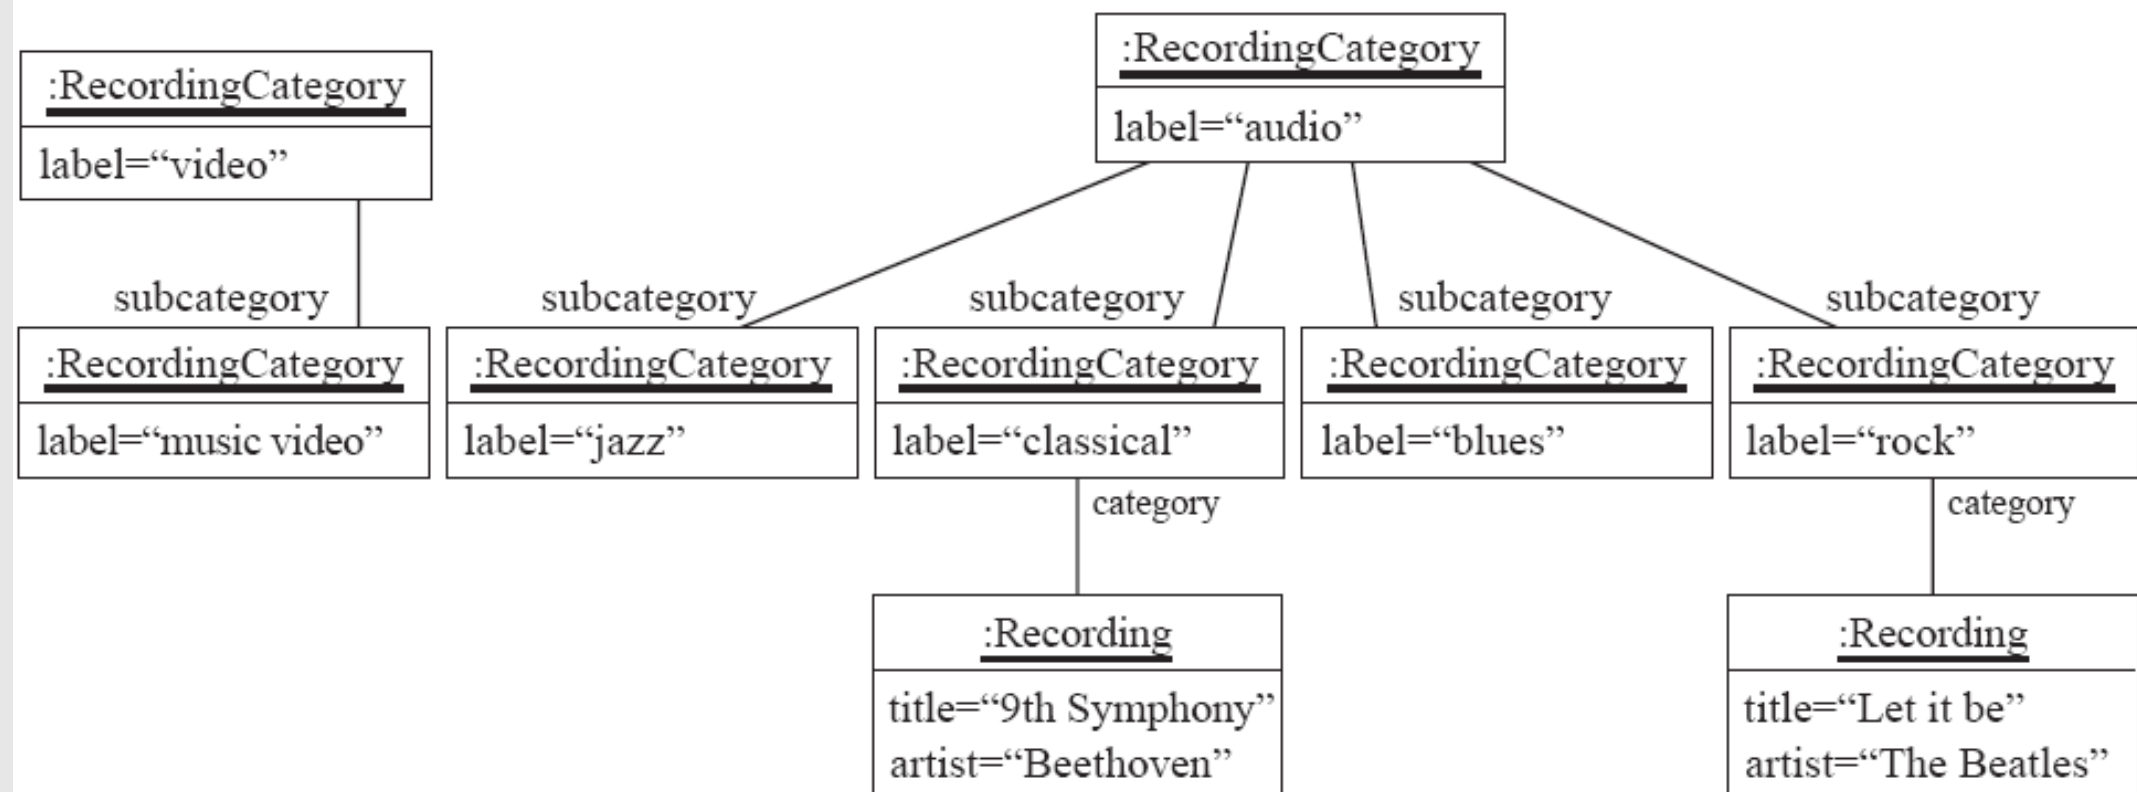 :RecordingCategory
label=“video”
:RecordingCategory
label=“audio”
subcategory
subcategory
subcategory
subcategory
subcategory
:RecordingCategory
label=“music video”
:RecordingCategory
label=“jazz”
:RecordingCategory
label=“classical”
:RecordingCategory
label=“blues”
:RecordingCategory
label=“rock”
category
category
:Recording
title=“9th Symphony”
artist=“Beethoven”
:Recording
title=“Let it be”
artist=“The Beatles”